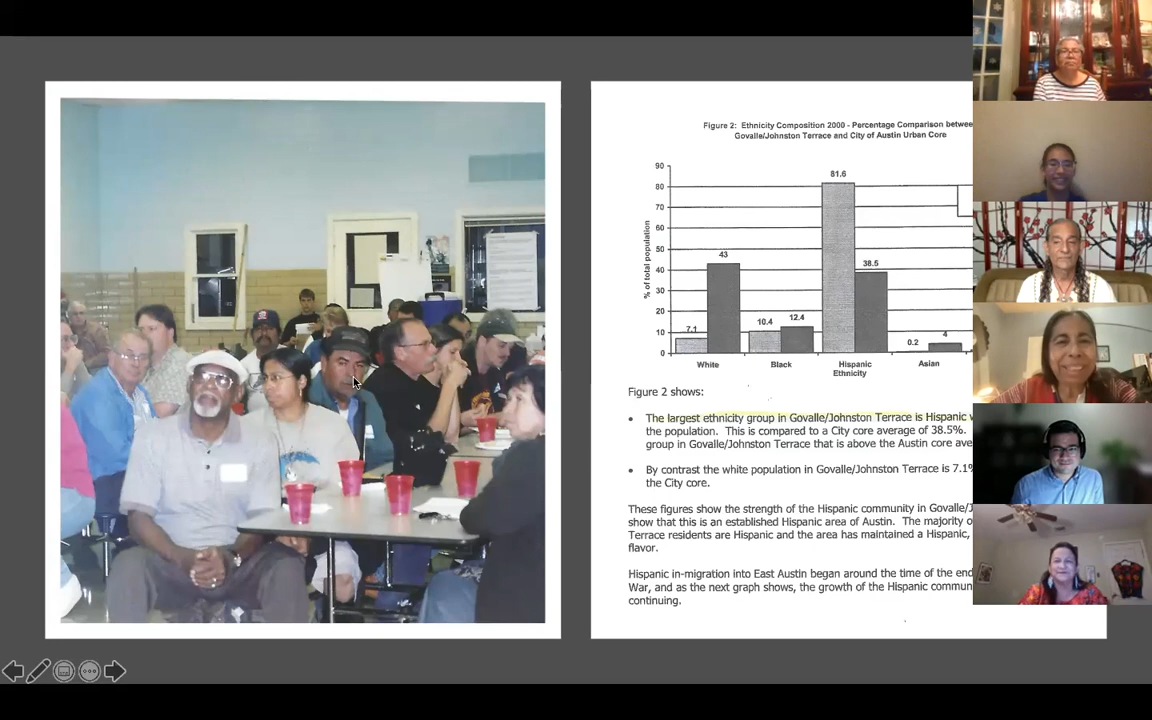 Figure 2: Ethnicity Composition 2000 - Percentage Comparison betwee
Govalle/Johnston Terrace and City of Austin Urban Core
90
80
70
60
50
40
30
20
10
0
% of total population
7.1
43
10.4
12.4
81.6
38.5
0.2
4
White
Black
Hispanic
Ethnicity
Asian
Figure 2 shows:
• The largest ethnicity group in Govalle/Johnston Terrace is Hispanic w
the population. This is compared to a City core average of 38.5%.
group in Govalle/Johnston Terrace that is above the Austin core ave
• By contrast the white population in Govalle/Johnston Terrace is 7.1%
the City core.
These figures show the strength of the Hispanic community in Govalle/J
show that this is an established Hispanic area of Austin. The majority o
Terrace residents are Hispanic and the area has maintained a Hispanic,
flavor.
Hispanic in-migration into East Austin began around the time of the end
War, and as the next graph shows, the growth of the Hispanic commun
continuing.